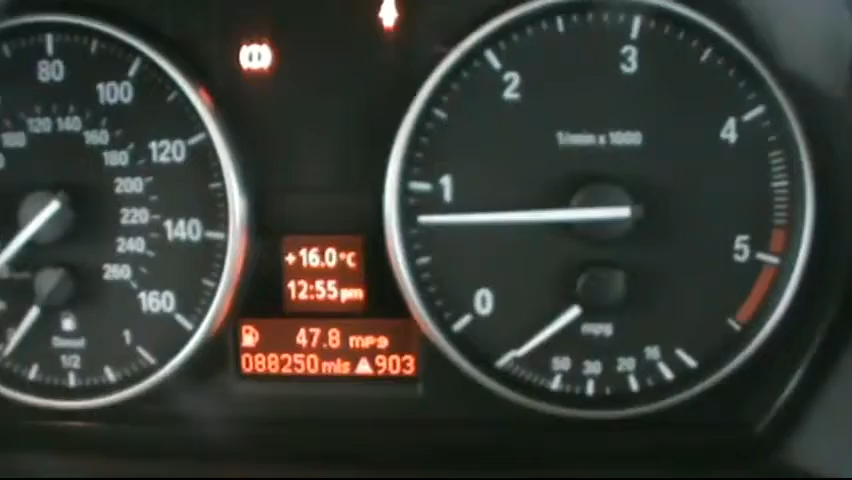 80
100
120
140
160
120 140
160
180
200
220
240
260
Diesel
1/2
1
+16.0°C
12:55pm
47.8 mpg
088250 mls ▲903
0
1
2
3
4
5
1/min x 1000
mpg
50 30 20 15